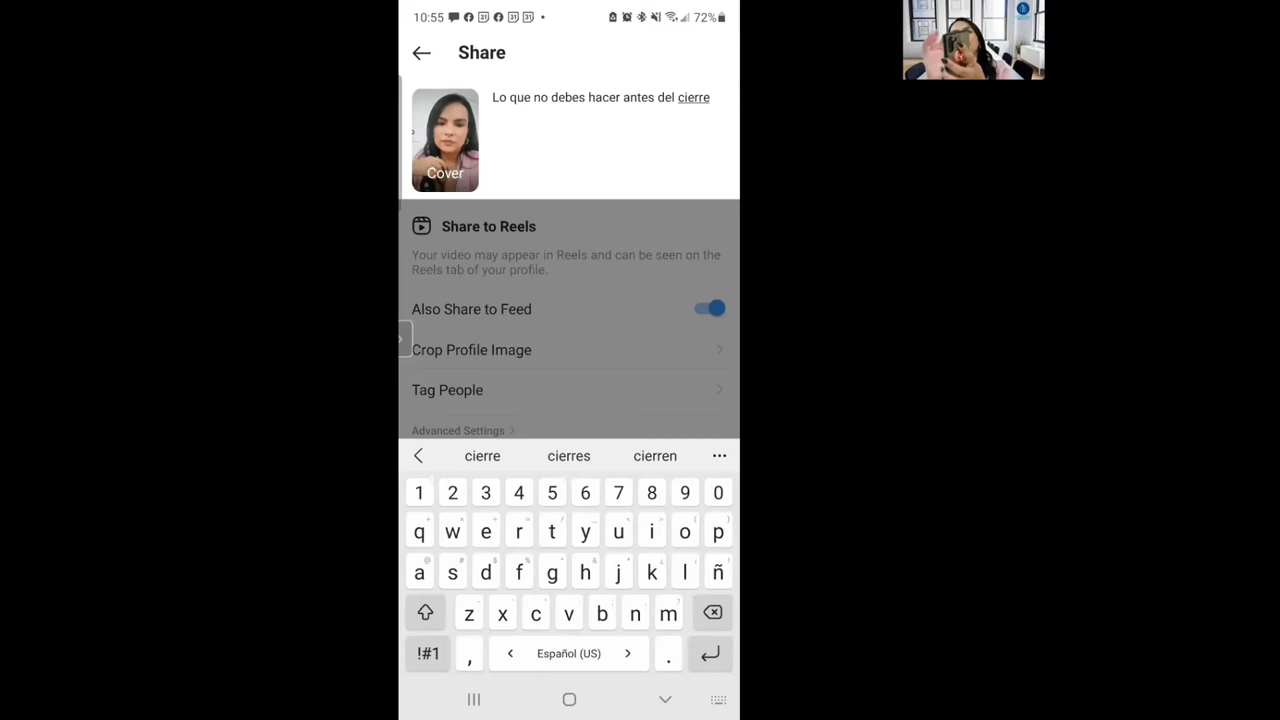 10:55
72%
Share
Lo que no debes hacer antes del cierre
Cover
Share to Reels
Your video may appear in Reels and can be seen on the
Reels tab of your profile.
Also Share to Feed
Crop Profile Image
Tag People
Advanced Settings
cierre cierres cierren
1 2 3 4 5 6 7 8 9 0
q w e r t y u i o p
a s d f g h j k l ñ
z x c v b n m
!#1 , Español (US) .